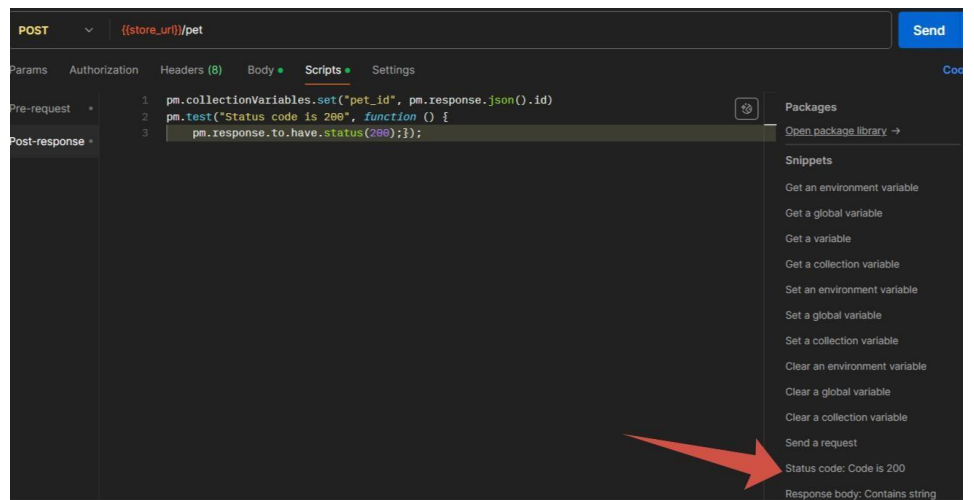 POST {{store_url}}/pet Send
Params Authorization Headers (8) Body Scripts Settings Coo
Pre-request
Post-response
1 pm.collectionVariables.set("pet_id", pm.response.json().id)
2 pm.test("Status code is 200", function () {
3 pm.response.to.have.status(200);});
Packages
Open package library →
Snippets
Get an environment variable
Get a global variable
Get a variable
Get a collection variable
Set an environment variable
Set a global variable
Set a collection variable
Clear an environment variable
Clear a global variable
Clear a collection variable
Send a request
Status code: Code is 200
Response body: Contains string